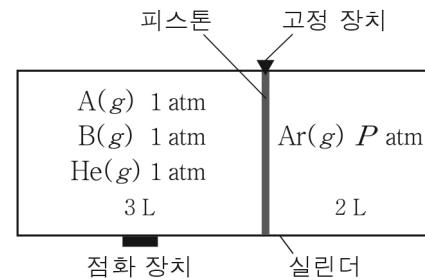 피스톤 고정 장치
A(g) 1 atm
B(g) 1 atm
He(g) 1 atm
3 L
Ar(g) P atm
2 L
점화 장치 실린더